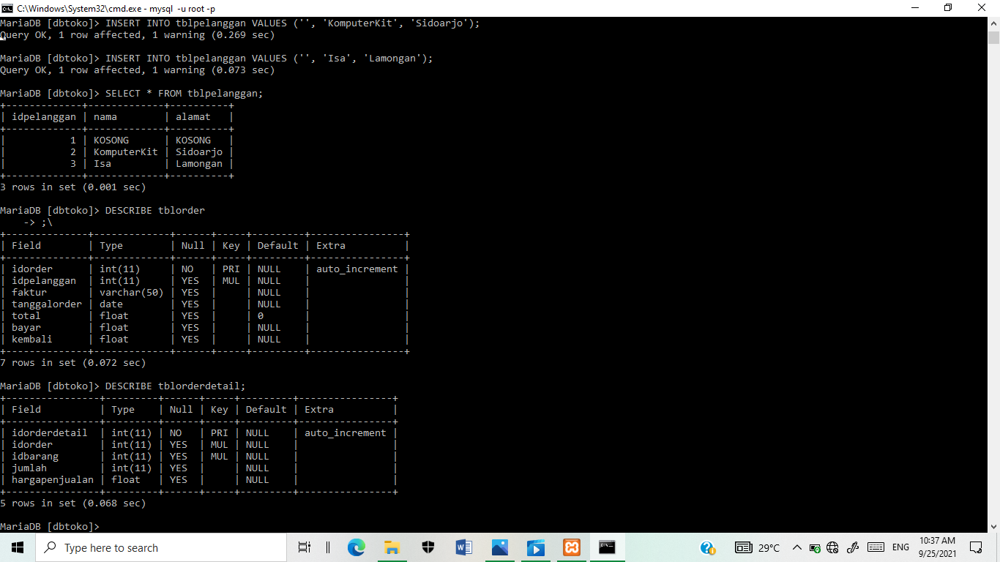 C:\Windows\System32\cmd.exe - mysql  -u root -p
MariaDB [dbtoko]> INSERT INTO tblpelanggan VALUES ('', 'KomputerKit', 'Sidoarjo');
Query OK, 1 row affected, 1 warning (0.269 sec)
MariaDB [dbtoko]> INSERT INTO tblpelanggan VALUES ('', 'Isa', 'Lamongan');
Query OK, 1 row affected, 1 warning (0.073 sec)
MariaDB [dbtoko]> SELECT * FROM tblpelanggan;
+-------------+-------------+----------+
| idpelanggan | nama        | alamat   |
+-------------+-------------+----------+
|           1 | KOSONG      | KOSONG   |
|           2 | KomputerKit | Sidoarjo |
|           3 | Isa         | Lamongan |
+-------------+-------------+----------+
3 rows in set (0.001 sec)
MariaDB [dbtoko]> DESCRIBE tblorder
    -> ;\
+--------------+-------------+------+-----+---------+----------------+
| Field        | Type        | Null | Key | Default | Extra          |
+--------------+-------------+------+-----+---------+----------------+
| idorder      | int(11)     | NO   | PRI | NULL    | auto_increment |
| idpelanggan  | int(11)     | YES  | MUL | NULL    |                |
| faktur       | varchar(50) | YES  |     | NULL    |                |
| tanggalorder | date        | YES  |     | NULL    |                |
| total        | float       | YES  |     | 0       |                |
| bayar        | float       | YES  |     | NULL    |                |
| kembali      | float       | YES  |     | NULL    |                |
+--------------+-------------+------+-----+---------+----------------+
7 rows in set (0.072 sec)
MariaDB [dbtoko]> DESCRIBE tblorderdetail;
+----------------+---------+------+-----+---------+----------------+
| Field          | Type    | Null | Key | Default | Extra          |
+----------------+---------+------+-----+---------+----------------+
| idorderdetail  | int(11) | NO   | PRI | NULL    | auto_increment |
| idorder        | int(11) | YES  | MUL | NULL    |                |
| idbarang       | int(11) | YES  | MUL | NULL    |                |
| jumlah         | int(11) | YES  |     | NULL    |                |
| hargapenjualan | float   | YES  |     | NULL    |                |
+----------------+---------+------+-----+---------+----------------+
5 rows in set (0.068 sec)
MariaDB [dbtoko]>
Type here to search
29°C
ENG
10:37 AM
9/25/2021